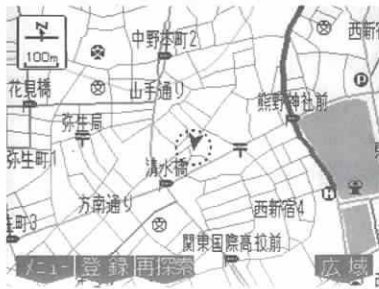 中野本町2
西新宿
100m
花見橋
山手通り
熊野神社前
弥生局
弥生町1
清水橋
方南通り
西新宿4
生町3
関東国際高校前
メニュー
登録
再探索
広域